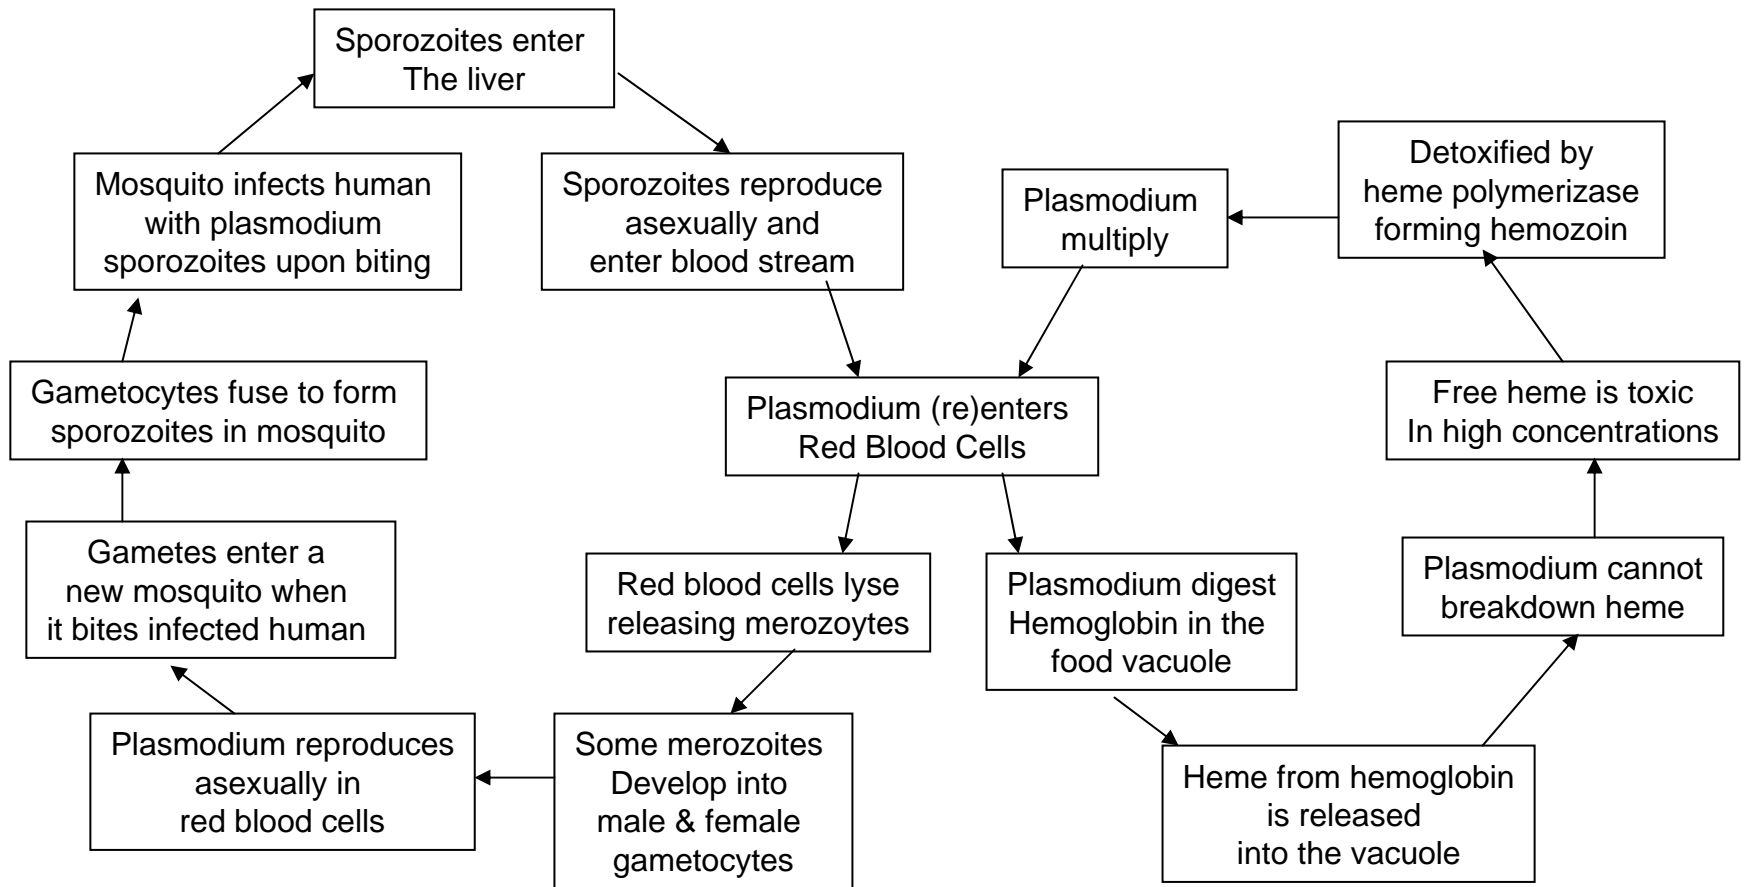 Sporozoites enter
The liver
Mosquito infects human
with plasmodium
sporozoites upon biting
Sporozoites reproduce
asexually and
enter blood stream
Plasmodium
multiply
Detoxified by
heme polymerizase
forming hemozoin
Gametocytes fuse to form
sporozoites in mosquito
Plasmodium (re)enters
Red Blood Cells
Free heme is toxic
In high concentrations
Gametes enter a
new mosquito when
it bites infected human
Red blood cells lyse
releasing merozoytes
Plasmodium digest
Hemoglobin in the
food vacuole
Plasmodium cannot
breakdown heme
Plasmodium reproduces
asexually in
red blood cells
Some merozoites
Develop into
male & female
gametocytes
Heme from hemoglobin
is released
into the vacuole